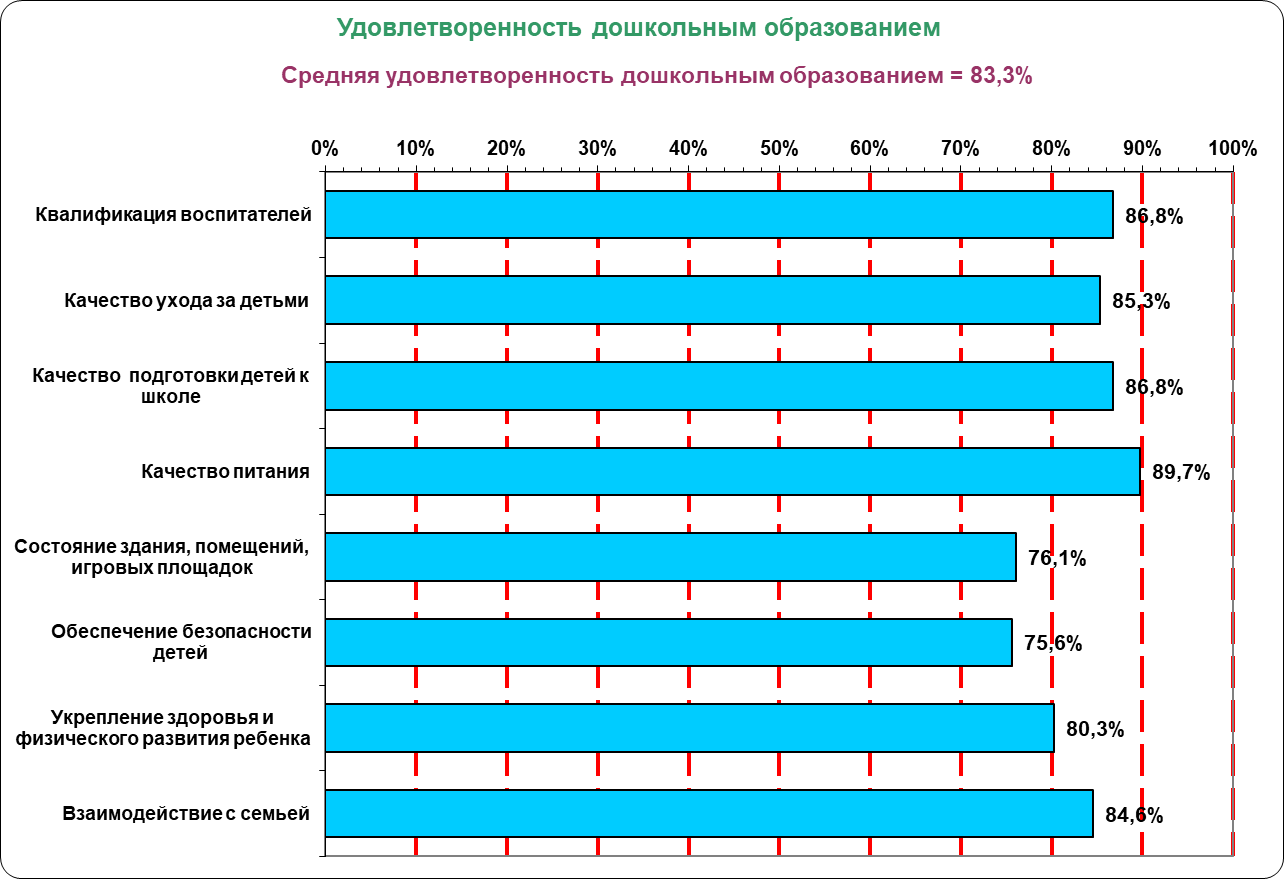 Удовлетворенность дошкольным образованием
Средняя удовлетворенность дошкольным образованием = 83,3%
0% 10% 20% 30% 40% 50% 60% 70% 80% 90% 100%
Квалификация воспитателей 86,8%
Качество ухода за детьми 85,3%
Качество подготовки детей к
школе 86,8%
Качество питания 89,7%
Состояние здания, помещений,
игровых площадок 76,1%
Обеспечение безопасности
детей 75,6%
Укрепление здоровья и
физического развития ребенка 80,3%
Взаимодействие с семьей 84,6%